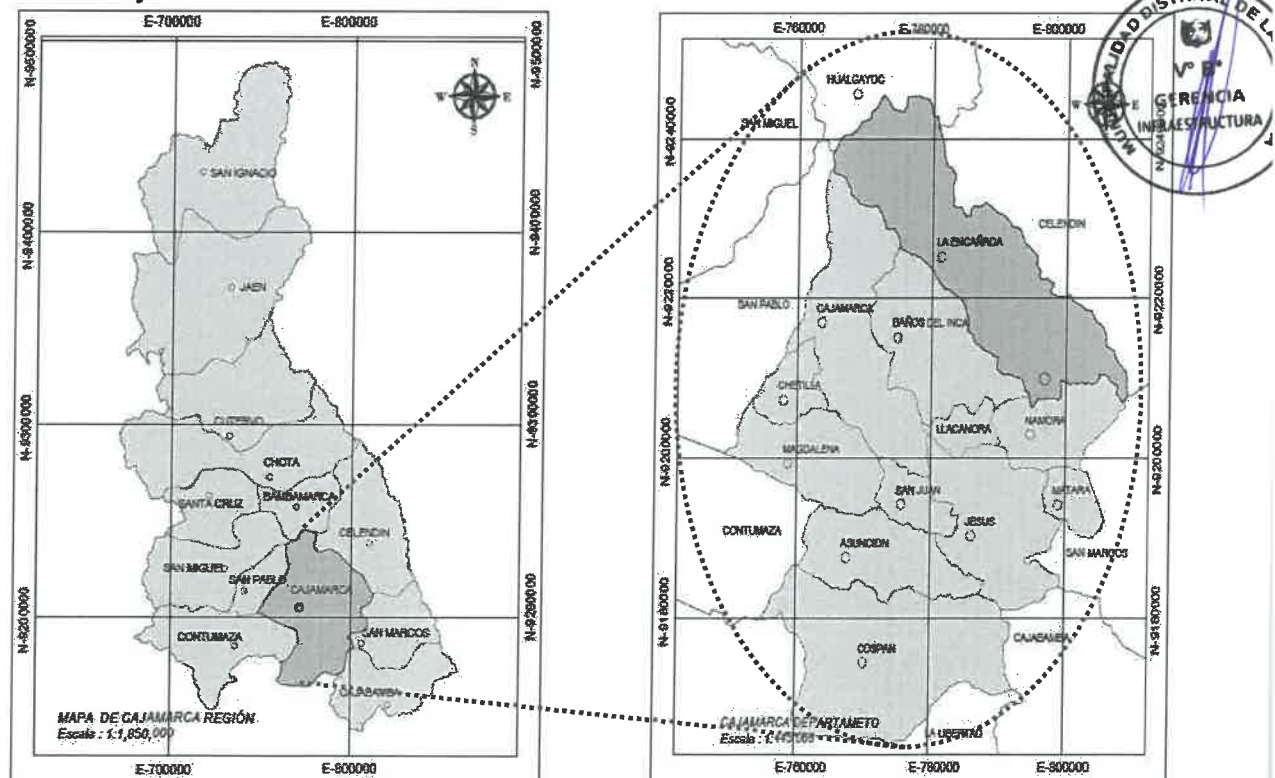 E-700000
E-800000
N-9500000
N-9500000
N
W
E
S
SAN IGNACIO
N-9400000
N-9400000
JAEN
N-9300000
N-9300000
CUTERVO
CHOTA
BAMBAMARCA
SANTA CRUZ
CELENDIN
SAN MIGUEL
SAN PABLO
CAJAMARCA
N-9200000
N-9200000
CONTUMAZA
SAN MARCOS
CAJABAMBA
MAPA DE CAJAMARCA REGIÓN
Escala : 1:1,850,000
E-700000
E-800000
E-760000
E-780000
E-800000
HUALGAYOC
SAN MIGUEL
N-9240000
CELENDIN
LA ENCAÑADA
N-9220000
N-9220000
SAN PABLO
CAJAMARCA
BAÑOS DEL INCA
CHETILLA
LLACANORA
NAMORA
N-9200000
N-9200000
MAGDALENA
SAN JUAN
MATARA
CONTUMAZA
JESUS
ASUNCION
SAN MARCOS
N-9180000
N-9180000
CAJABAMBA
COSPAN
CAJAMARCA DEPARTAMETO
LA LIBERTAD
E-760000
E-780000
E-800000
MUNICIPALIDAD DISTRITAL DE LA
V° B°
GERENCIA
INFRAESTRUCTURA
W
E